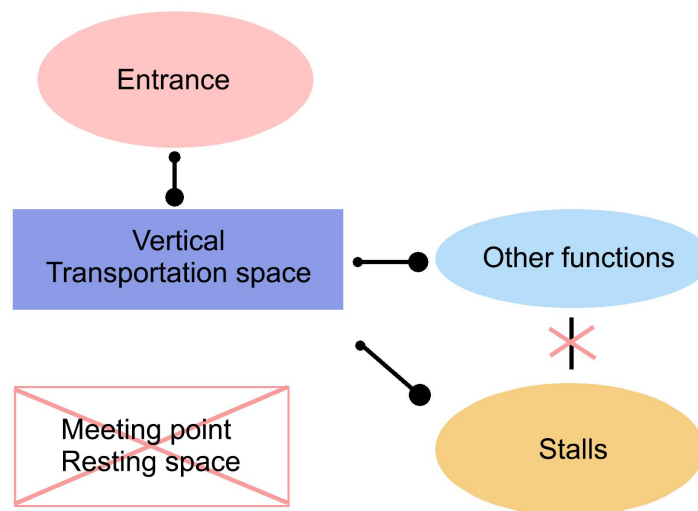 Entrance
Vertical
Transportation space
Other functions
Meeting point
Resting space
Stalls